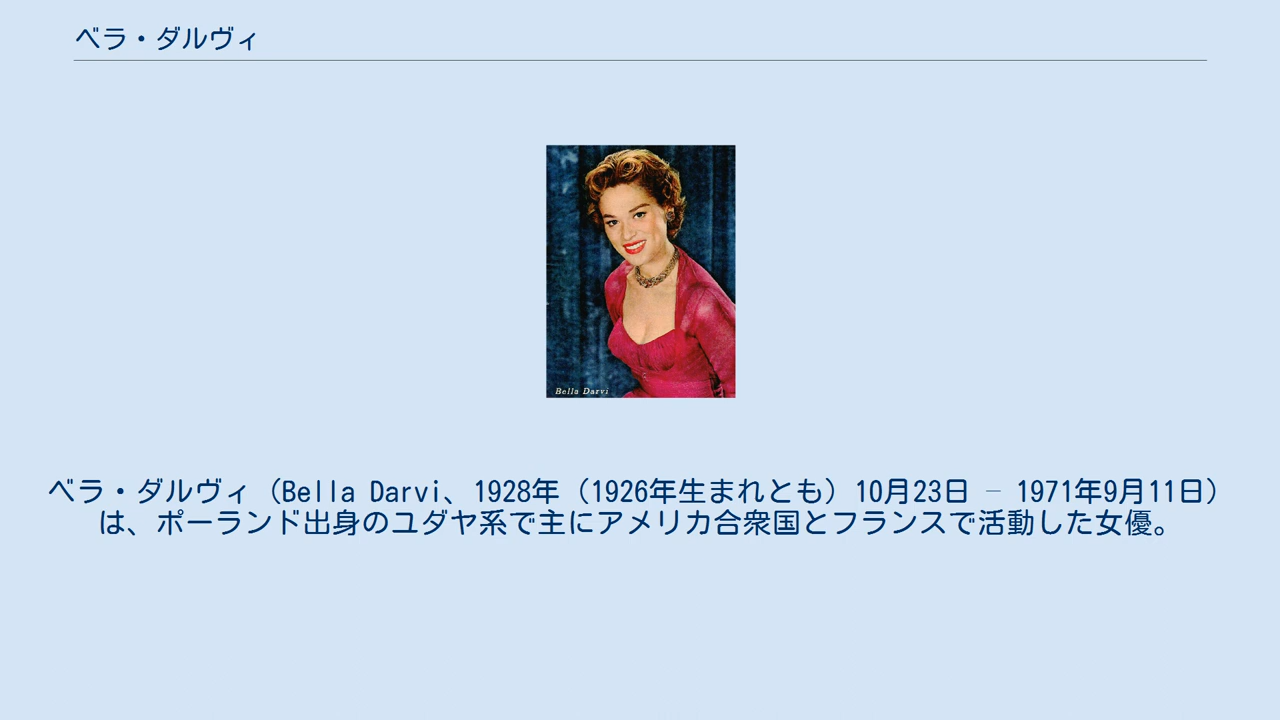 ベラ・ダルヴィ
Bella Darvi
ベラ・ダルヴィ（Bella Darvi、1928年（1926年生まれとも）10月23日 – 1971年9月11日）
は、ポーランド出身のユダヤ系で主にアメリカ合衆国とフランスで活動した女優。